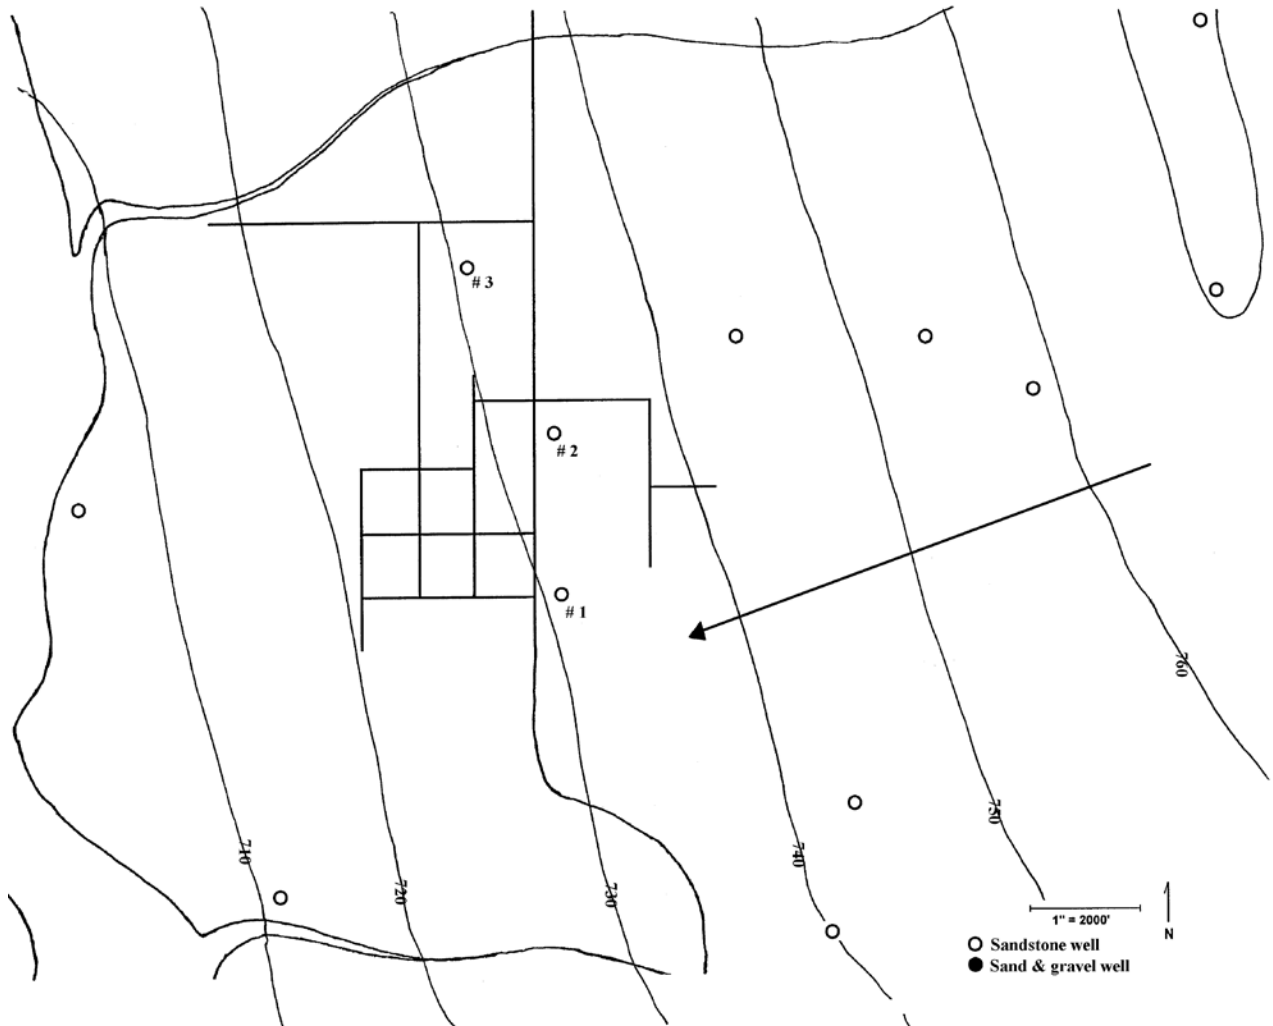 # 3
# 2
# 1
760
750
740
710
720
730
1" = 2000'
N
Sandstone well
Sand & gravel well